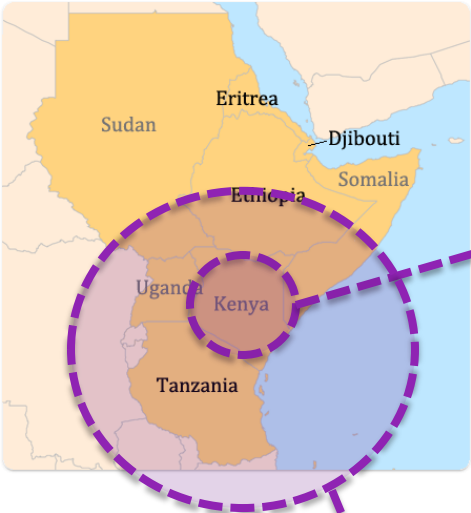 Eritrea
Sudan
Djibouti
Somalia
Ethiopia
Uganda
Kenya
Tanzania